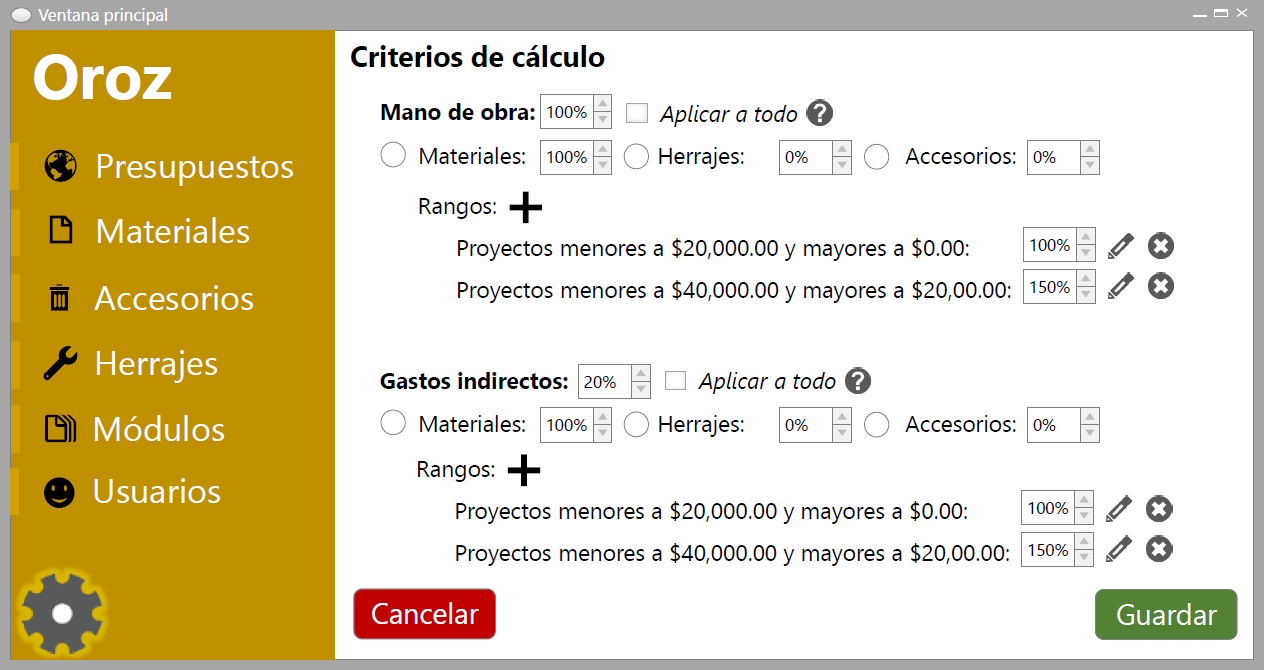 Ventana principal
Oroz
Presupuestos
Materiales
Accesorios
Herrajes
Módulos
Usuarios
Criterios de cálculo
Mano de obra: 100% Aplicar a todo ?
Materiales: 100% Herrajes: 0% Accesorios: 0%
Rangos:
Proyectos menores a $20,000.00 y mayores a $0.00: 100%
Proyectos menores a $40,000.00 y mayores a $20,00.00: 150%
Gastos indirectos: 20% Aplicar a todo ?
Materiales: 100% Herrajes: 0% Accesorios: 0%
Rangos:
Proyectos menores a $20,000.00 y mayores a $0.00: 100%
Proyectos menores a $40,000.00 y mayores a $20,00.00: 150%
Cancelar
Guardar